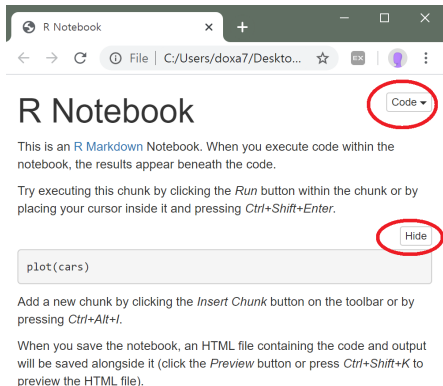 R Notebook
File C:/Users/doxa7/Deskto...
EX
R Notebook
Code
This is an R Markdown Notebook. When you execute code within the
notebook, the results appear beneath the code.
Try executing this chunk by clicking the Run button within the chunk or by
placing your cursor inside it and pressing Ctrl+Shift+Enter.
Hide
plot(cars)
Add a new chunk by clicking the Insert Chunk button on the toolbar or by
pressing Ctrl+Alt+I.
When you save the notebook, an HTML file containing the code and output
will be saved alongside it (click the Preview button or press Ctrl+Shift+K to
preview the HTML file).